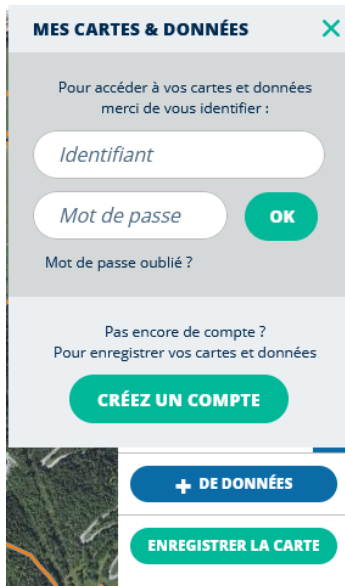 MES CARTES & DONNÉES
Pour accéder à vos cartes et données
merci de vous identifier :
Identifiant
Mot de passe
OK
Mot de passe oublié ?
Pas encore de compte ?
Pour enregistrer vos cartes et données
CRÉEZ UN COMPTE
+ DE DONNÉES
ENREGISTRER LA CARTE